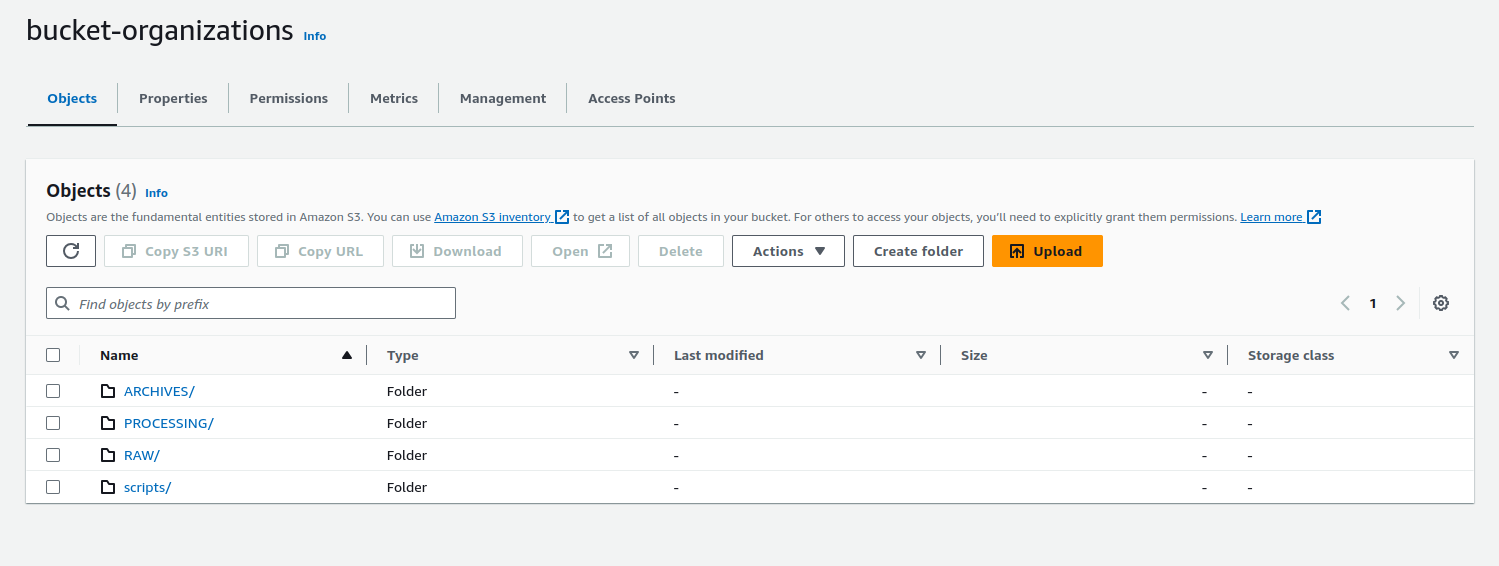 bucket-organizations Info
Objects Properties Permissions Metrics Management Access Points
Objects (4) Info
Objects are the fundamental entities stored in Amazon S3. You can use Amazon S3 inventory to get a list of all objects in your bucket. For others to access your objects, you'll need to explicitly grant them permissions. Learn more
Copy S3 URI Copy URL Download Open Delete Actions Create folder Upload
Find objects by prefix 1
Name Type Last modified Size Storage class
ARCHIVES/ Folder - - -
PROCESSING/ Folder - - -
RAW/ Folder - - -
scripts/ Folder - - -